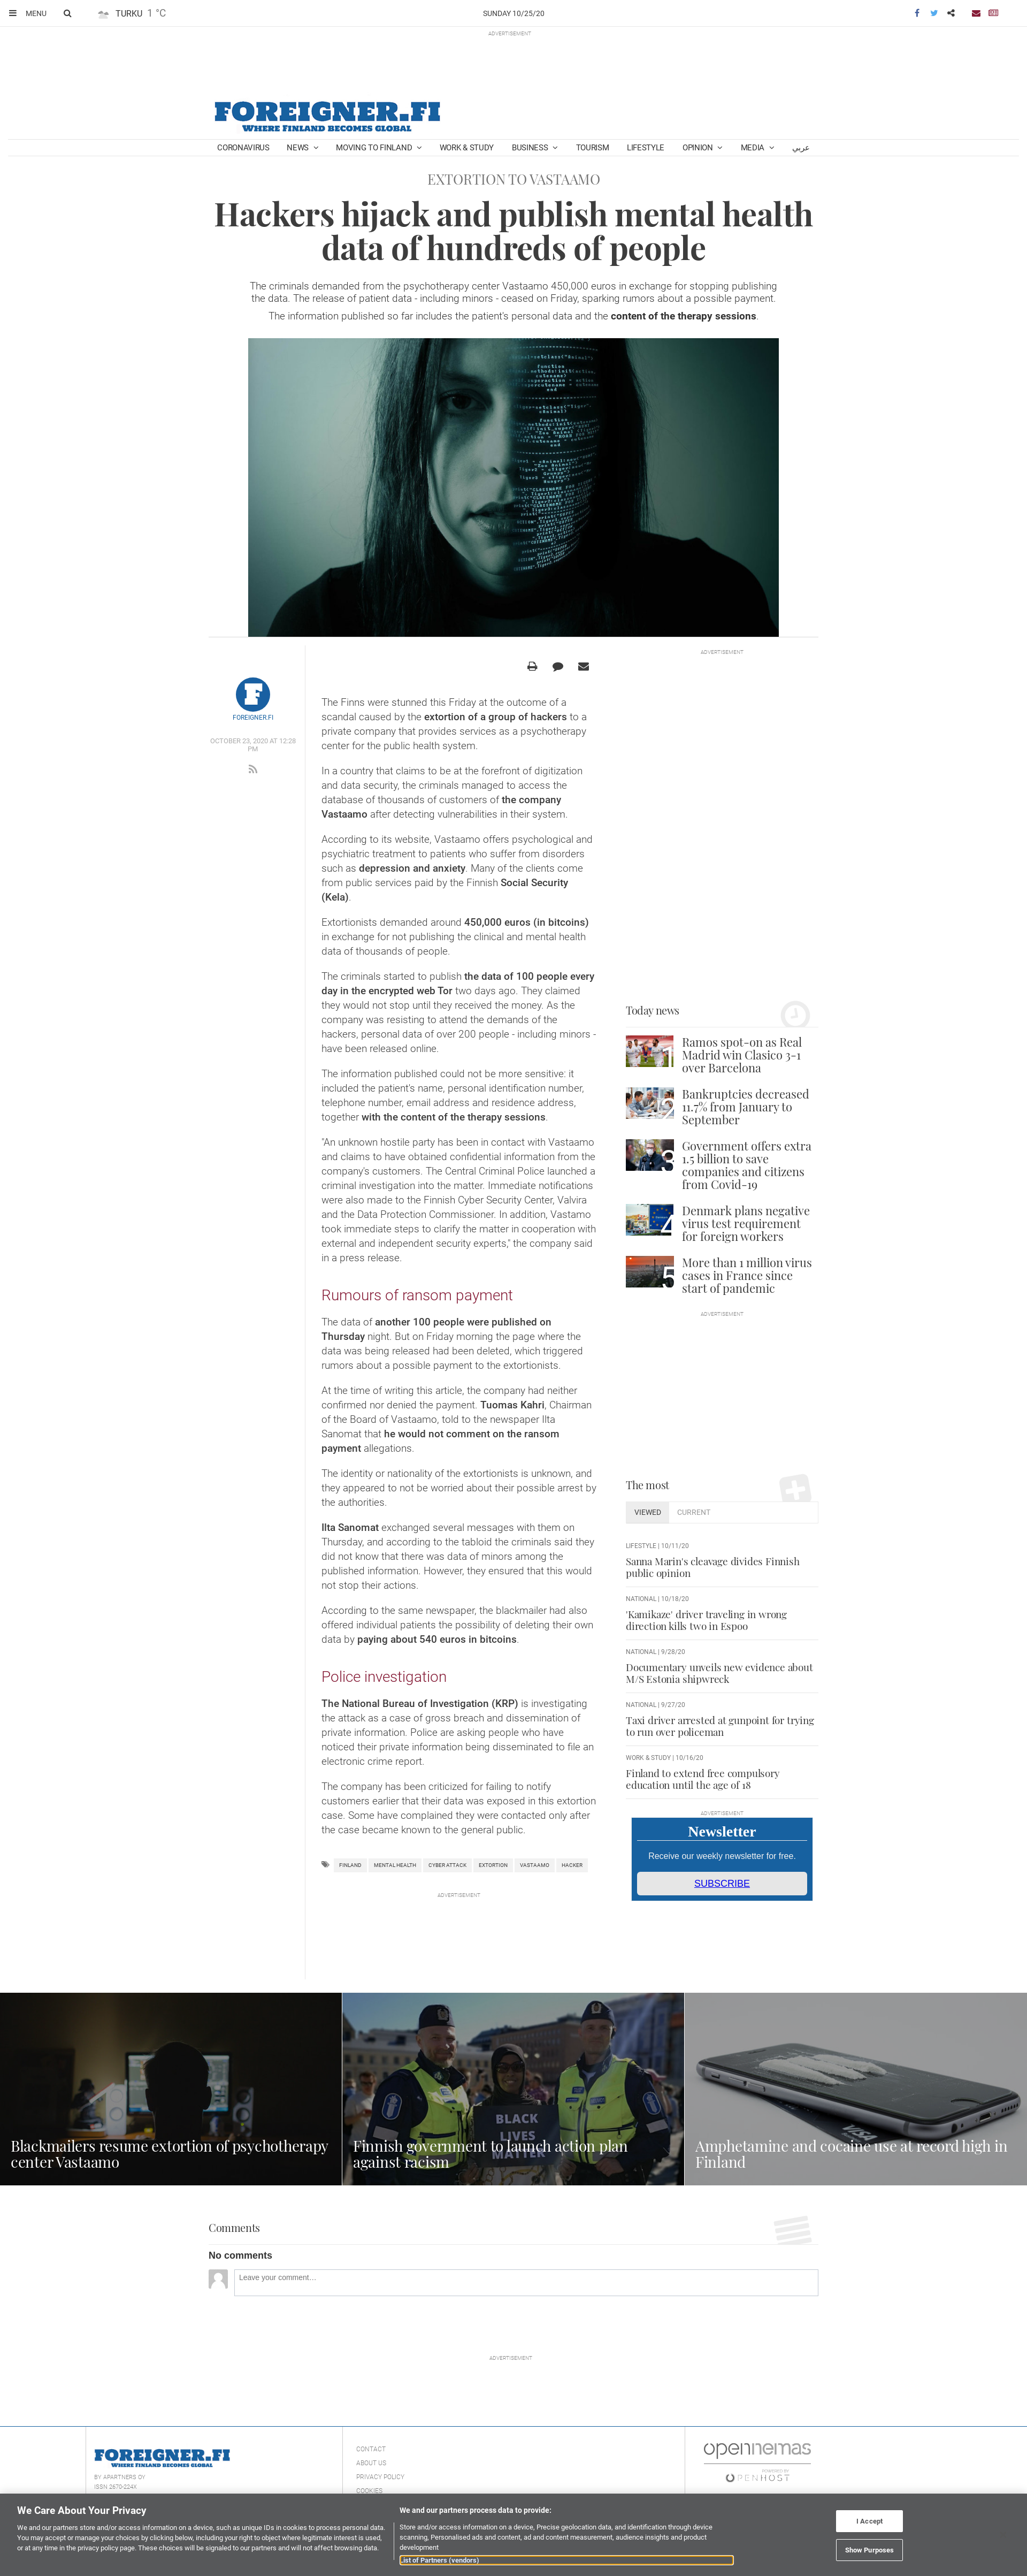 MENU
TURKU 1 °C
SUNDAY 10/25/20
ADVERTISEMENT
FOREIGNER.FI
WHERE FINLAND BECOMES GLOBAL
CORONAVIRUS NEWS MOVING TO FINLAND WORK & STUDY BUSINESS TOURISM LIFESTYLE OPINION MEDIA عربي
EXTORTION TO VASTAAMO
Hackers hijack and publish mental health
data of hundreds of people
The criminals demanded from the psychotherapy center Vastaamo 450,000 euros in exchange for stopping publishing
the data. The release of patient data - including minors - ceased on Friday, sparking rumors about a possible payment.
The information published so far includes the patient's personal data and the content of the therapy sessions.
FOREIGNER.FI
OCTOBER 23, 2020 AT 12:28
PM
The Finns were stunned this Friday at the outcome of a
scandal caused by the extortion of a group of hackers to a
private company that provides services as a psychotherapy
center for the public health system.
In a country that claims to be at the forefront of digitization
and data security, the criminals managed to access the
database of thousands of customers of the company
Vastaamo after detecting vulnerabilities in their system.
According to its website, Vastaamo offers psychological and
psychiatric treatment to patients who suffer from disorders
such as depression and anxiety. Many of the clients come
from public services paid by the Finnish Social Security
(Kela).
Extortionists demanded around 450,000 euros (in bitcoins)
in exchange for not publishing the clinical and mental health
data of thousands of people.
The criminals started to publish the data of 100 people every
day in the encrypted web Tor two days ago. They claimed
they would not stop until they received the money. As the
company was resisting to attend the demands of the
hackers, personal data of over 200 people - including minors -
have been released online.
The information published could not be more sensitive: it
included the patient's name, personal identification number,
telephone number, email address and residence address,
together with the content of the therapy sessions.
"An unknown hostile party has been in contact with Vastaamo
and claims to have obtained confidential information from the
company's customers. The Central Criminal Police launched a
criminal investigation into the matter. Immediate notifications
were also made to the Finnish Cyber Security Center, Valvira
and the Data Protection Commissioner. In addition, Vastamo
took immediate steps to clarify the matter in cooperation with
external and independent security experts," the company said
in a press release.
Rumours of ransom payment
The data of another 100 people were published on
Thursday night. But on Friday morning the page where the
data was being released had been deleted, which triggered
rumors about a possible payment to the extortionists.
At the time of writing this article, the company had neither
confirmed nor denied the payment. Tuomas Kahri, Chairman
of the Board of Vastaamo, told to the newspaper Ilta
Sanomat that he would not comment on the ransom
payment allegations.
The identity or nationality of the extortionists is unknown, and
they appeared to not be worried about their possible arrest by
the authorities.
Ilta Sanomat exchanged several messages with them on
Thursday, and according to the tabloid the criminals said they
did not know that there was data of minors among the
published information. However, they ensured that this would
not stop their actions.
According to the same newspaper, the blackmailer had also
offered individual patients the possibility of deleting their own
data by paying about 540 euros in bitcoins.
Police investigation
The National Bureau of Investigation (KRP) is investigating
the attack as a case of gross breach and dissemination of
private information. Police are asking people who have
noticed their private information being disseminated to file an
electronic crime report.
The company has been criticized for failing to notify
customers earlier that their data was exposed in this extortion
case. Some have complained they were contacted only after
the case became known to the general public.
FINLAND MENTAL HEALTH CYBER ATTACK EXTORTION VASTAAMO HACKER
ADVERTISEMENT
ADVERTISEMENT
Today news
1
Ramos spot-on as Real
Madrid win Clasico 3-1
over Barcelona
2
Bankruptcies decreased
11.7% from January to
September
3
Government offers extra
1.5 billion to save
companies and citizens
from Covid-19
4
Denmark plans negative
virus test requirement
for foreign workers
5
More than 1 million virus
cases in France since
start of pandemic
ADVERTISEMENT
The most
VIEWED CURRENT
LIFESTYLE | 10/11/20
Sanna Marin's cleavage divides Finnish
public opinion
NATIONAL | 10/18/20
'Kamikaze' driver traveling in wrong
direction kills two in Espoo
NATIONAL | 9/28/20
Documentary unveils new evidence about
M/S Estonia shipwreck
NATIONAL | 9/27/20
Taxi driver arrested at gunpoint for trying
to run over policeman
WORK & STUDY | 10/16/20
Finland to extend free compulsory
education until the age of 18
ADVERTISEMENT
Newsletter
Receive our weekly newsletter for free.
SUBSCRIBE
Blackmailers resume extortion of psychotherapy
center Vastaamo
BLACK
LIVES
MATTER
Finnish government to launch action plan
against racism
Amphetamine and cocaine use at record high in
Finland
Comments
No comments
Leave your comment...
ADVERTISEMENT
FOREIGNER.FI
WHERE FINLAND BECOMES GLOBAL
BY APARTNERS OY
ISSN 2670-224X
CONTACT
ABOUT US
PRIVACY POLICY
COOKIES
opennemas
POWERED BY
OPENHOST
We Care About Your Privacy
We and our partners store and/or access information on a device, such as unique IDs in cookies to process personal data.
You may accept or manage your choices by clicking below, including your right to object where legitimate interest is used,
or at any time in the privacy policy page. These choices will be signaled to our partners and will not affect browsing data.
We and our partners process data to provide:
Store and/or access information on a device, Precise geolocation data, and identification through device
scanning, Personalised ads and content, ad and content measurement, audience insights and product
development
List of Partners (vendors)
I Accept
Show Purposes